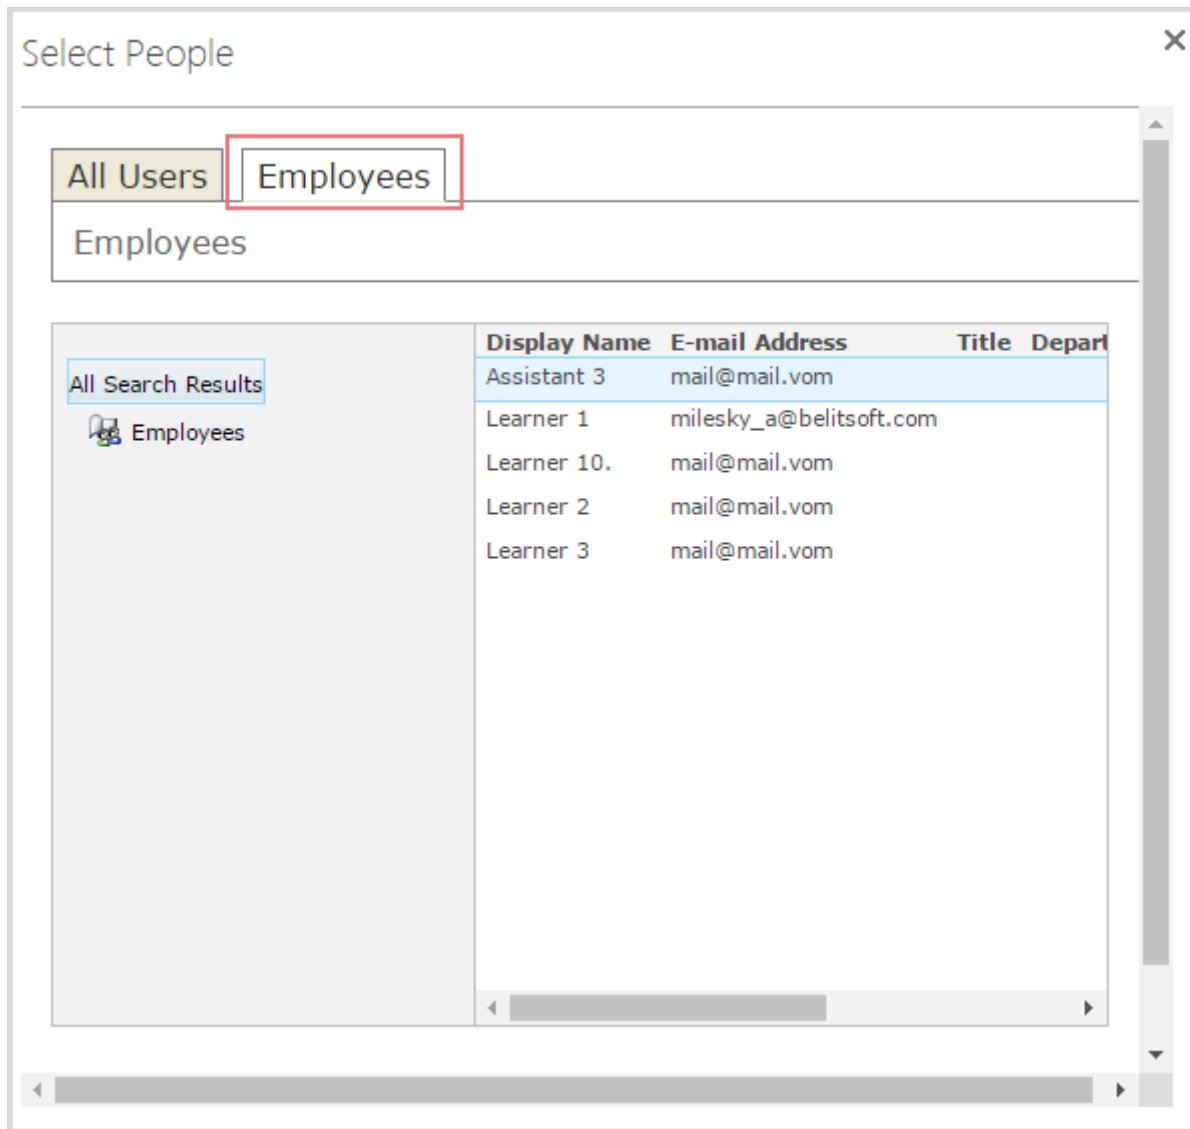 Select People
All Users Employees
Employees
Display Name E-mail Address Title Depart
All Search Results
Employees
Assistant 3 mail@mail.vom
Learner 1 milesky_a@belitsoft.com
Learner 10. mail@mail.vom
Learner 2 mail@mail.vom
Learner 3 mail@mail.vom